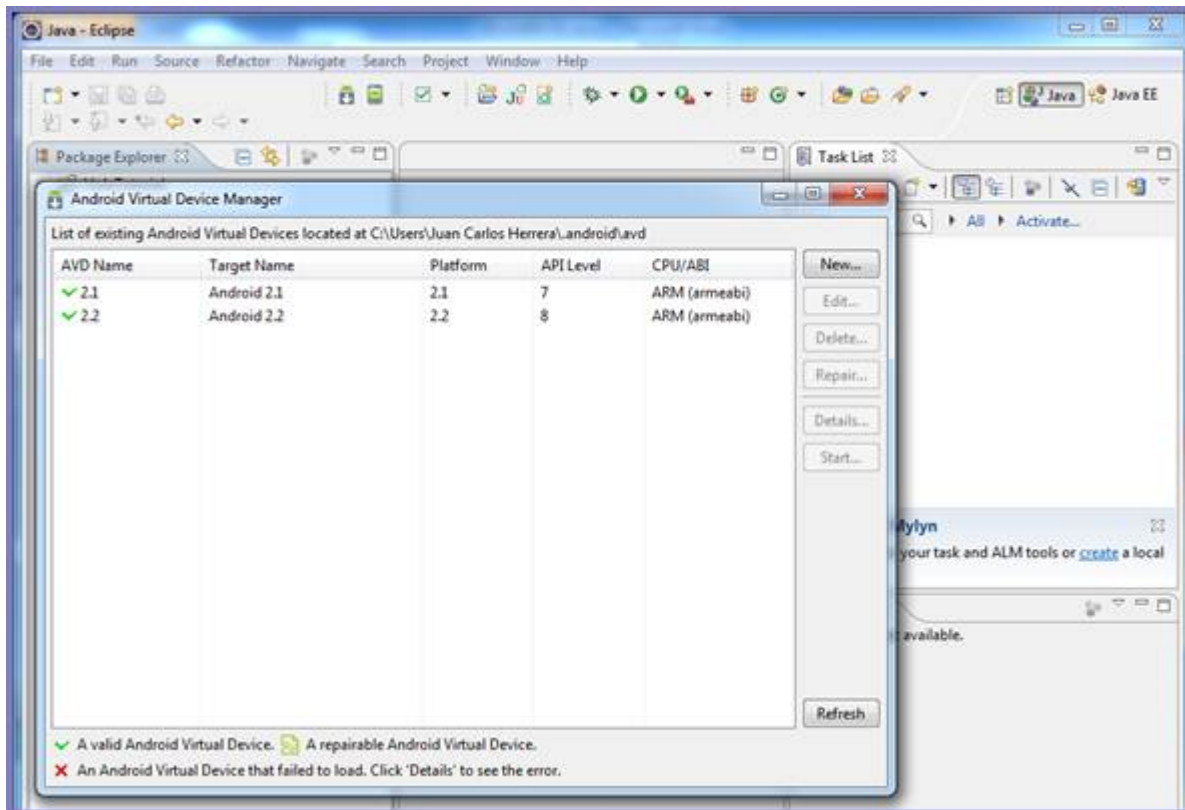 Java - Eclipse
File Edit Run Source Refactor Navigate Search Project Window Help
Java Java EE
Package Explorer
Task List
All Activate...
Android Virtual Device Manager
List of existing Android Virtual Devices located at C:\Users\Juan Carlos Herrera\.android\avd
AVD Name Target Name Platform API Level CPU/ABI
2.1 Android 2.1 2.1 7 ARM (armeabi)
2.2 Android 2.2 2.2 8 ARM (armeabi)
New...
Edit...
Delete...
Repair...
Details...
Start...
Refresh
A valid Android Virtual Device. A repairable Android Virtual Device.
An Android Virtual Device that failed to load. Click 'Details' to see the error.
Mylyn
your task and ALM tools or create a local
available.